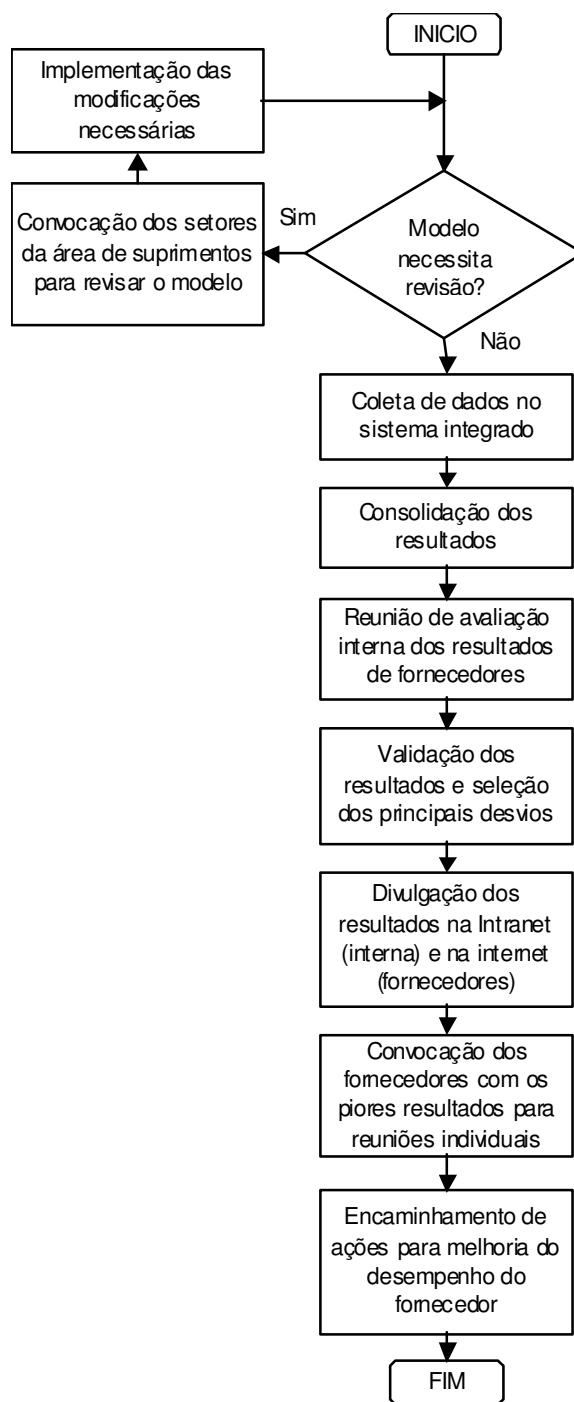 INICIO
Implementação das
modificações
necessárias
Convocação dos setores
da área de suprimentos
para revisar o modelo
Sim
Modelo
necessita
revisão?
Não
Coleta de dados no
sistema integrado
Consolidação dos
resultados
Reunião de avaliação
interna dos resultados
de fornecedores
Validação dos
resultados e seleção
dos principais desvios
Divulgação dos
resultados na Intranet
(interna) e na internet
(fornecedores)
Convocação dos
fornecedores com os
piores resultados para
reuniões individuais
Encaminhamento de
ações para melhoria do
desempenho do
fornecedor
FIM